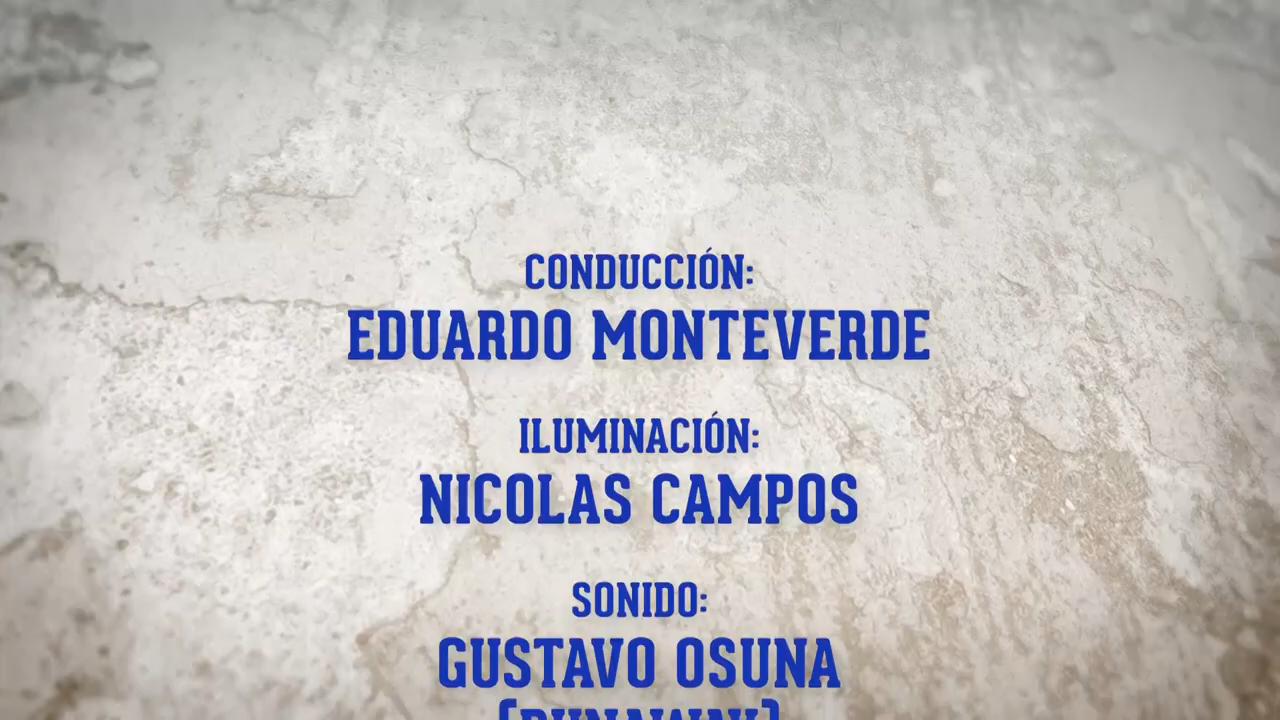 CONDUCCIÓN:
EDUARDO MONTEVERDE
ILUMINACIÓN:
NICOLAS CAMPOS
SONIDO:
GUSTAVO OSUNA